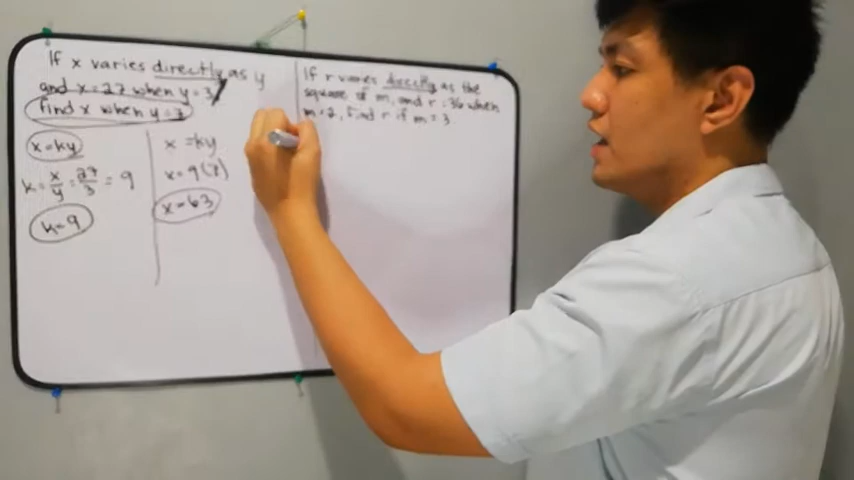 If x varies directly as y
and x=27 when y=3,
find x when y=7
x=ky
k=x/y=27/3=9
k=9
x=ky
x=9(7)
x=63
If r varies directly as the
square of m, and r=36 when
m=2, find r if m=3